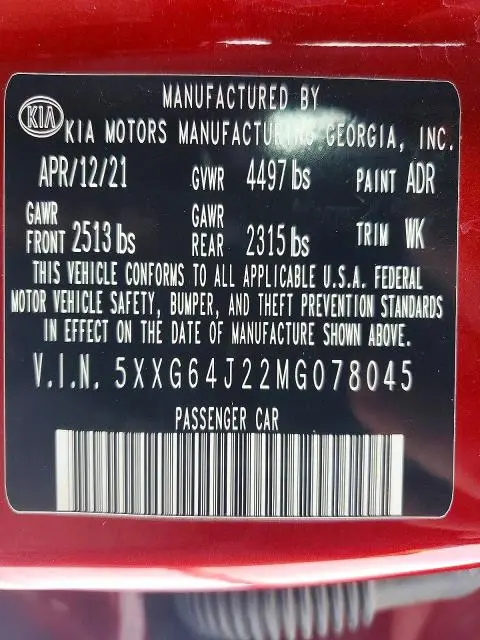 MANUFACTURED BY
KIA KIA MOTORS MANUFACTURING GEORGIA, INC.
APR/12/21 GVWR 4497 lbs PAINT ADR
GAWR FRONT 2513 lbs GAWR REAR 2315 lbs TRIM WK
THIS VEHICLE CONFORMS TO ALL APPLICABLE U.S.A. FEDERAL
MOTOR VEHICLE SAFETY, BUMPER, AND THEFT PREVENTION STANDARDS
IN EFFECT ON THE DATE OF MANUFACTURE SHOWN ABOVE.
V.I.N. 5XXG64J22MG078045
PASSENGER CAR